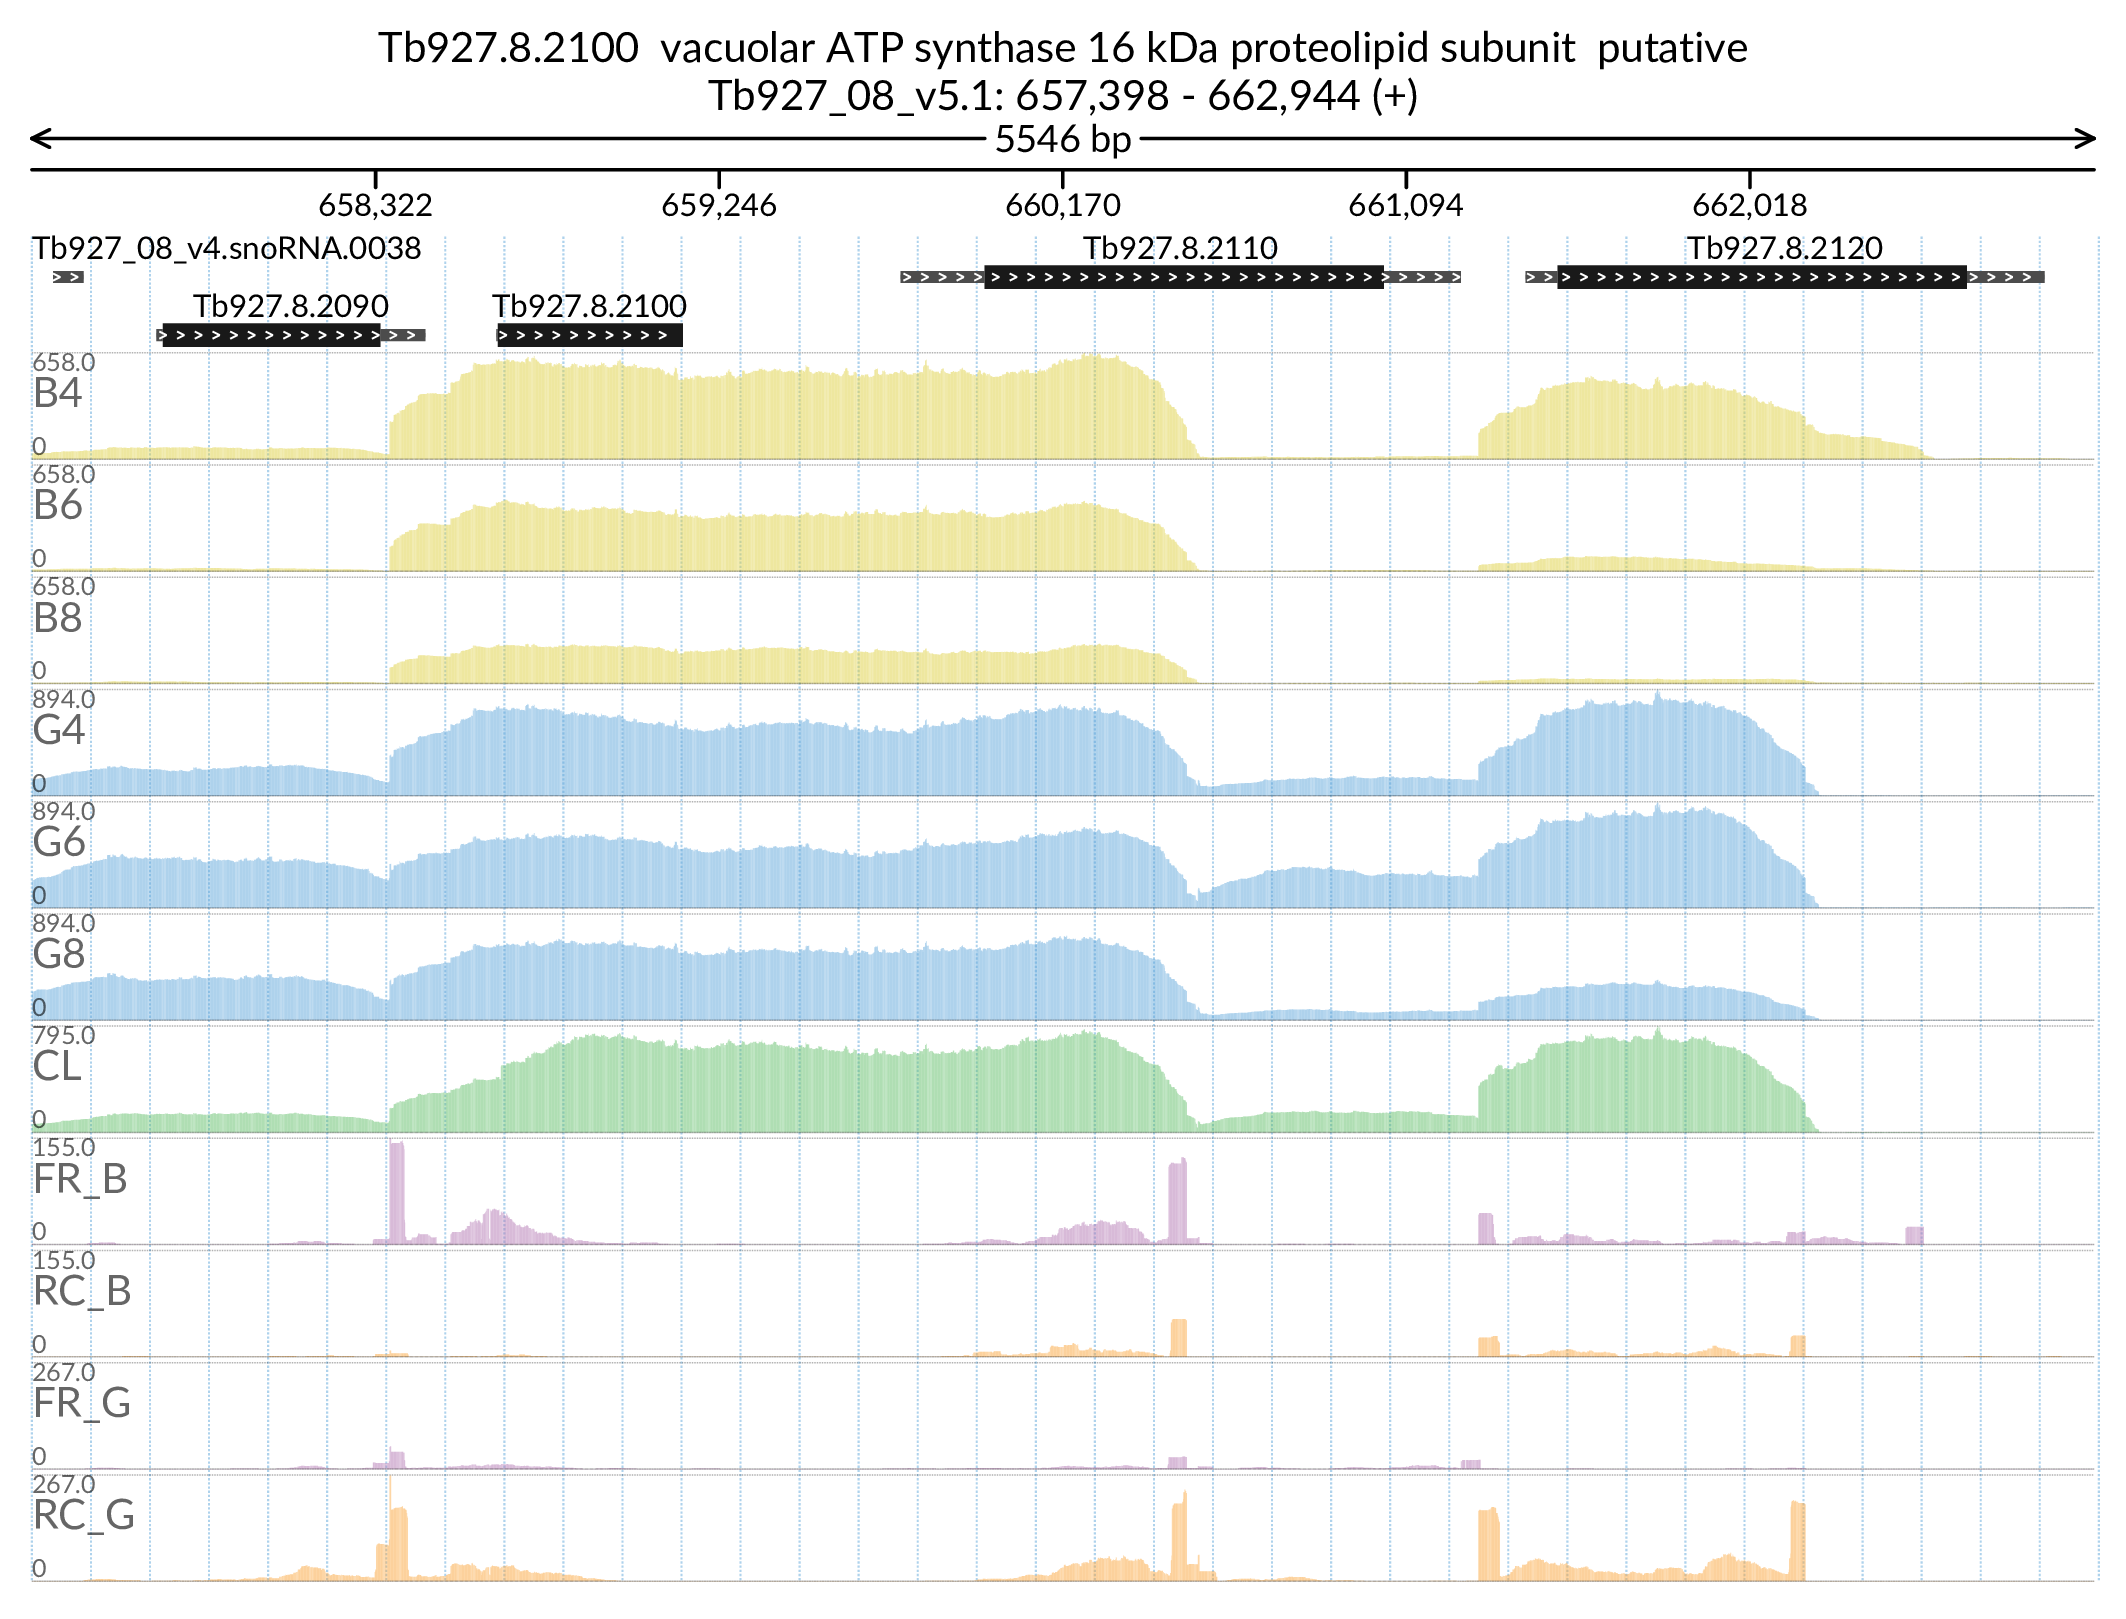 Tb927.8.2100  vacuolar ATP synthase 16 kDa proteolipid subunit  putative
Tb927_08_v5.1: 657,398 - 662,944 (+)
5546 bp
658,322 659,246 660,170 661,094 662,018
Tb927_08_v4.snoRNA.0038 Tb927.8.2110 Tb927.8.2120
Tb927.8.2090 Tb927.8.2100
658.0
B4
0
658.0
B6
0
658.0
B8
0
894.0
G4
0
894.0
G6
0
894.0
G8
0
795.0
CL
0
155.0
FR_B
0
155.0
RC_B
0
267.0
FR_G
0
267.0
RC_G
0